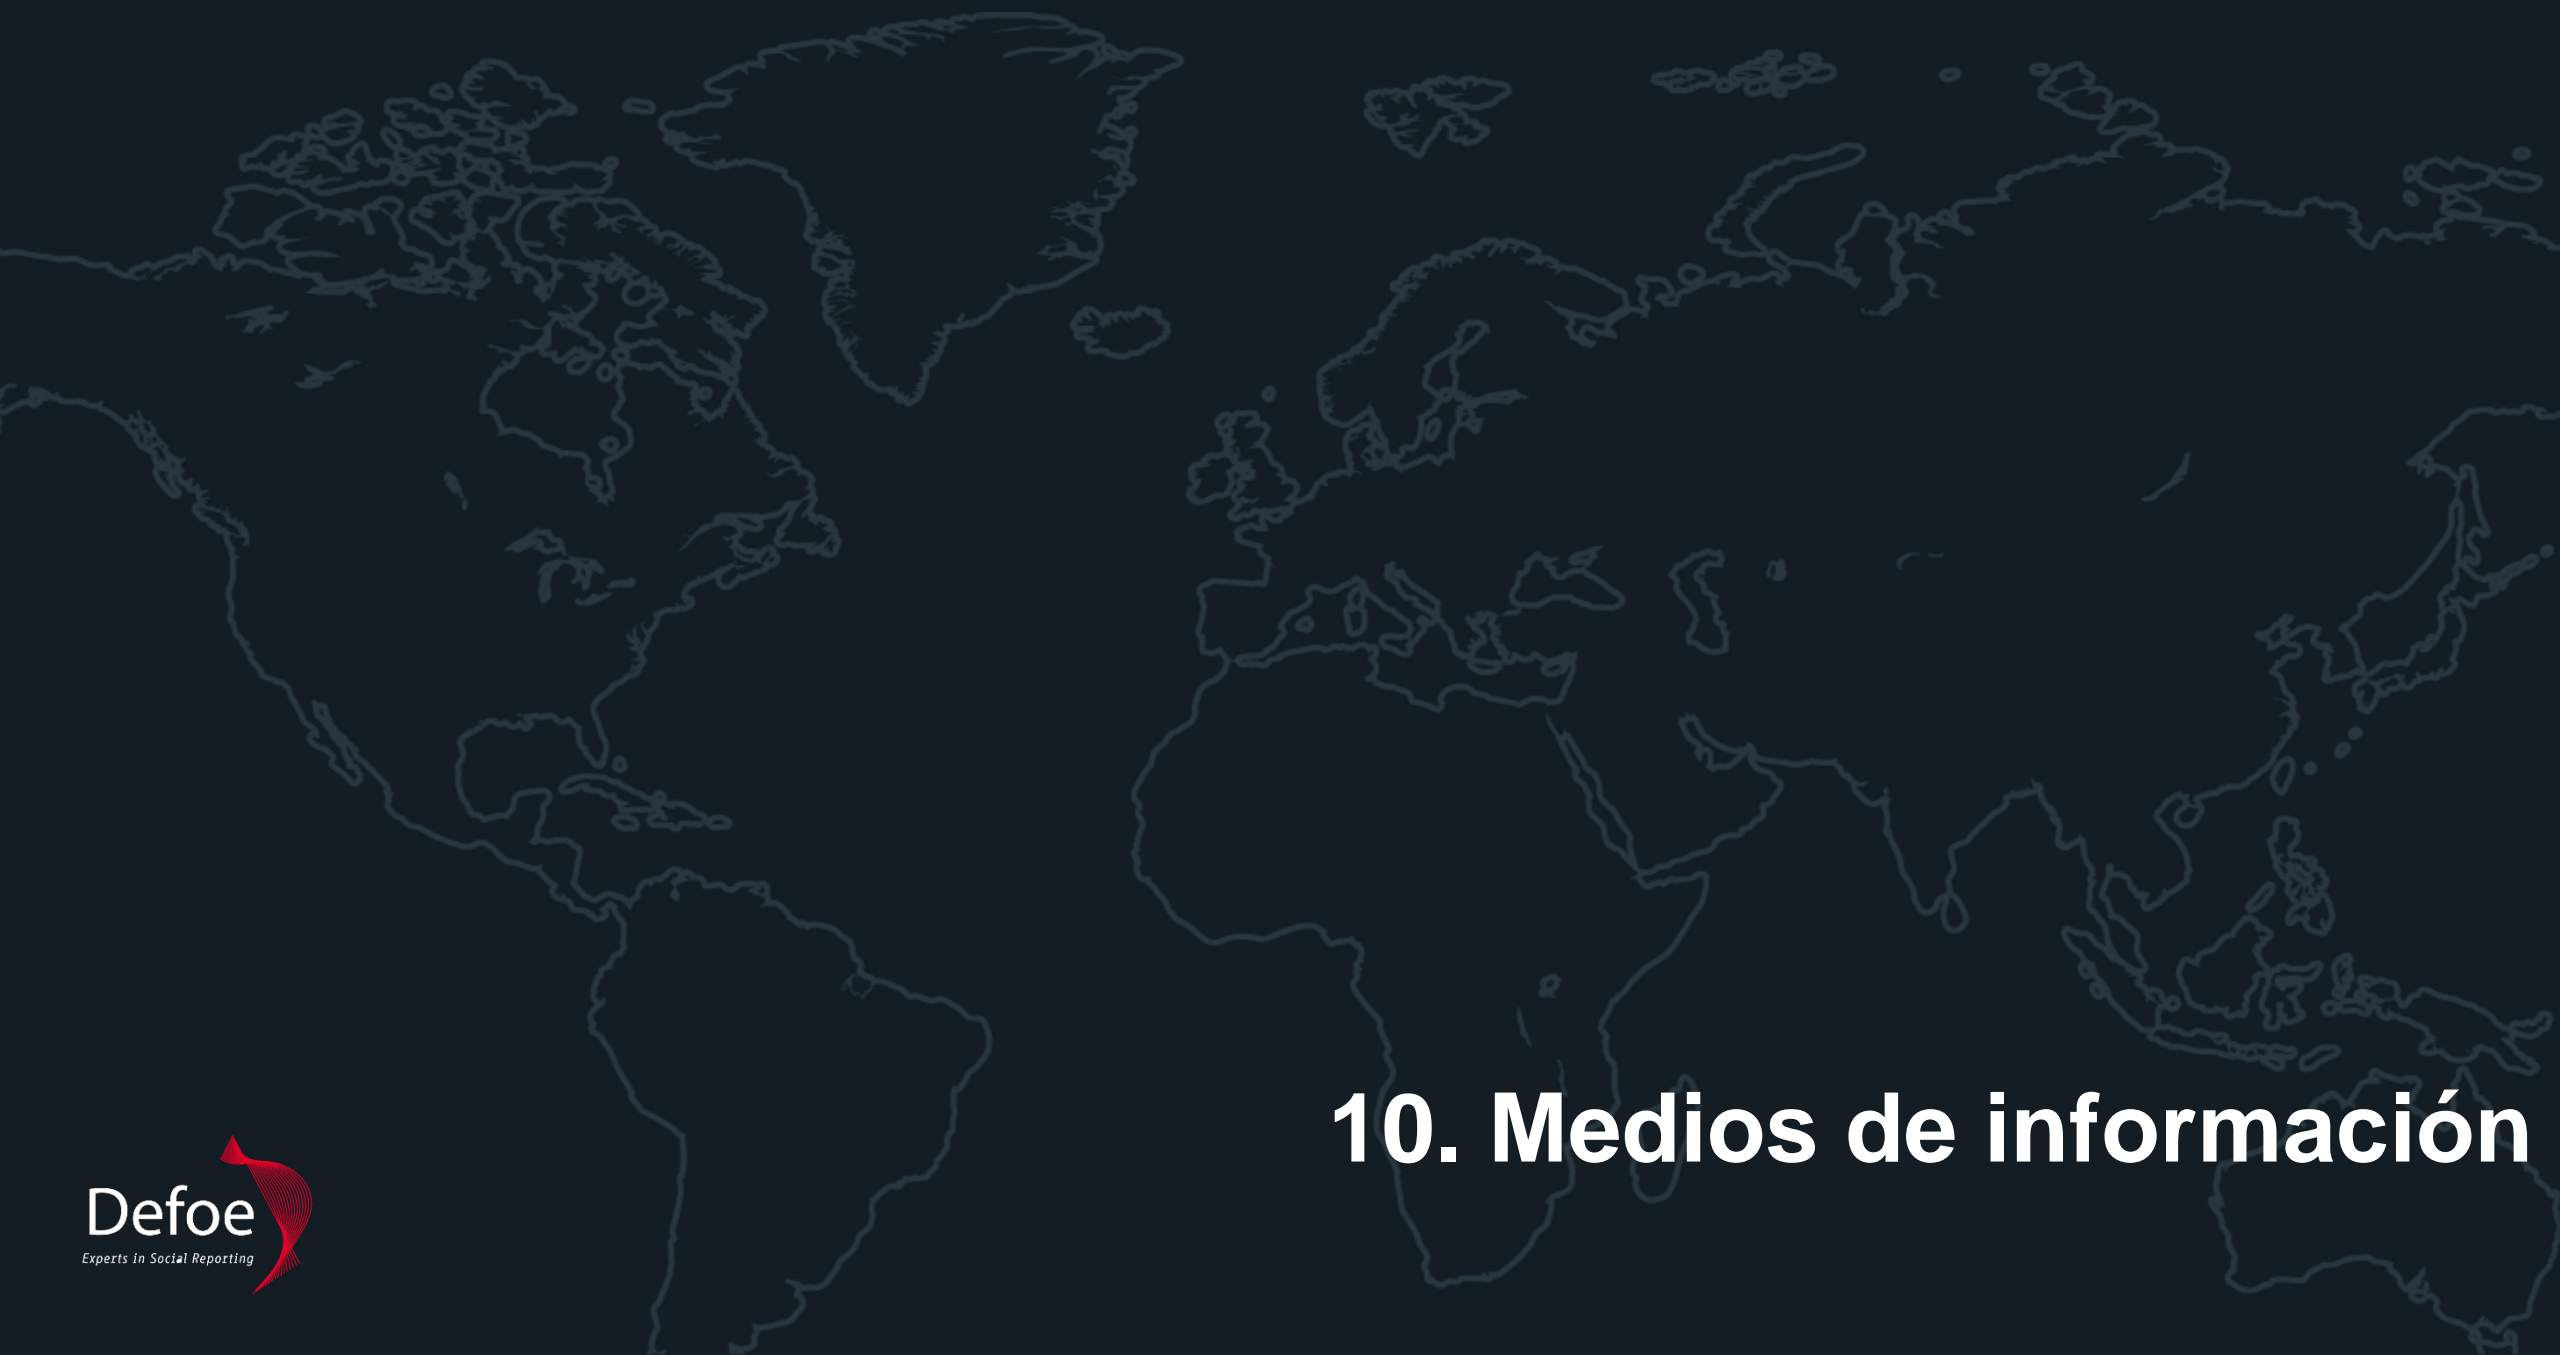 10. Medios de información
Defoe
Experts in Social Reporting